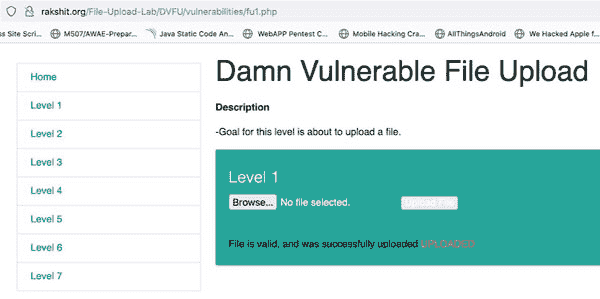 rakshit.org/File-Upload-Lab/DVFU/vulnerabilities/fu1.php
ss Site Scri... M507/AWAE-Prepar... Java Static Code An... WebAPP Pentest C... Mobile Hacking Cra... AllThingsAndroid We Hacked Apple f...
Home
Level 1
Level 2
Level 3
Level 4
Level 5
Level 6
Level 7
Damn Vulnerable File Upload
Description
-Goal for this level is about to upload a file.
Level 1
Browse... No file selected. Upload File
File is valid, and was successfully uploaded UPLOADED